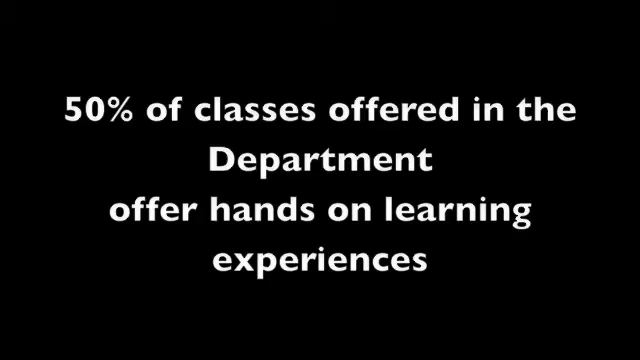 50% of classes offered in the
Department
offer hands on learning
experiences